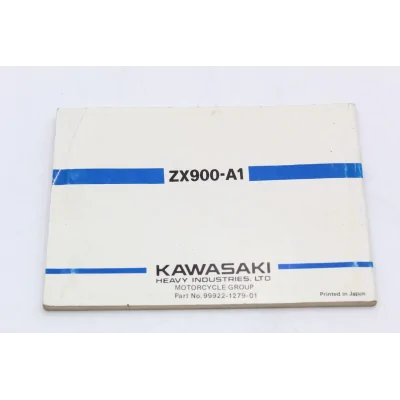 ZX900-A1
KAWASAKI
HEAVY INDUSTRIES, LTD
MOTORCYCLE GROUP
Part No. 99922-1279-01
Printed in Japan